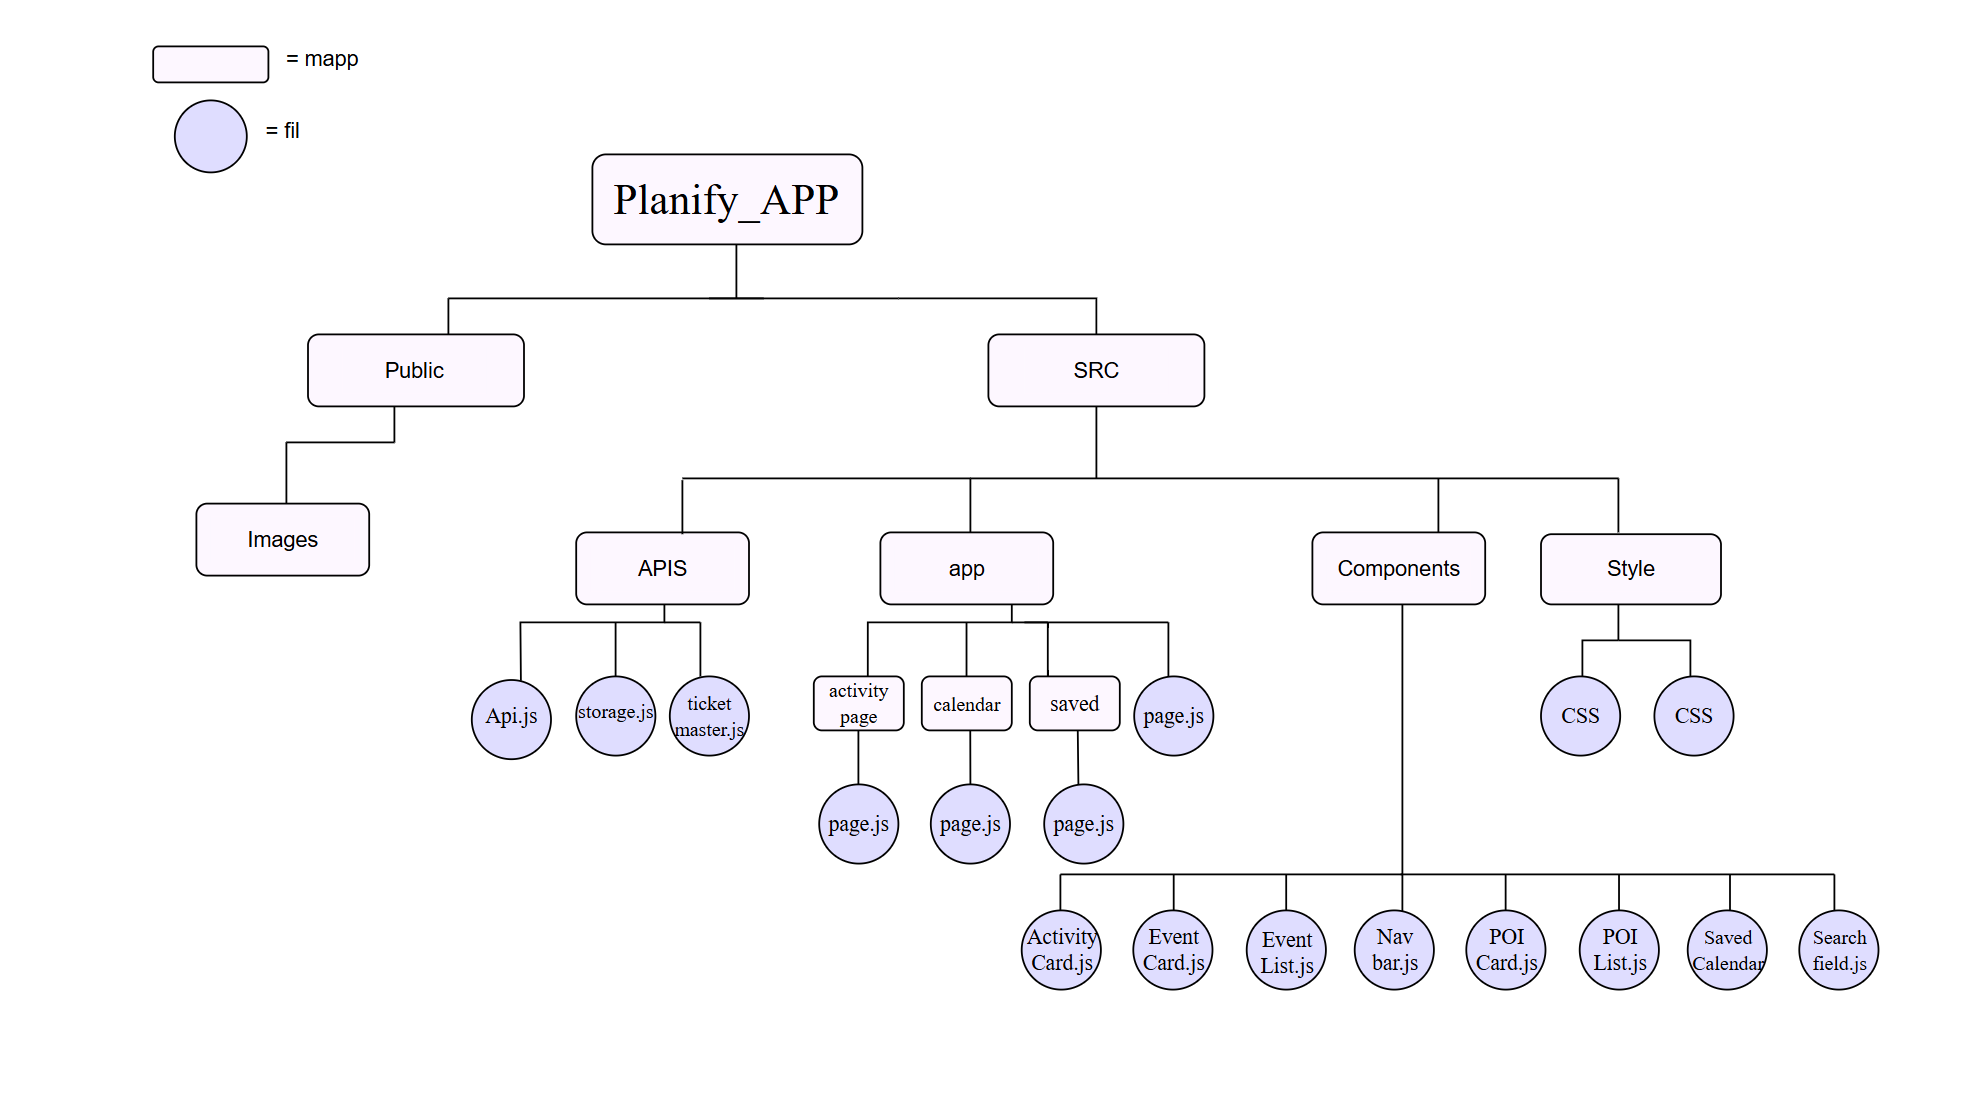 = mapp
= fil
Planify_APP
Public
SRC
Images
APIS
app
Components
Style
Api.js
storage.js
ticket
master.js
activity
page
calendar
saved
page.js
CSS
CSS
page.js
page.js
page.js
Activity
Card.js
Event
Card.js
Event
List.js
Nav
bar.js
POI
Card.js
POI
List.js
Saved
Calendar
Search
field.js